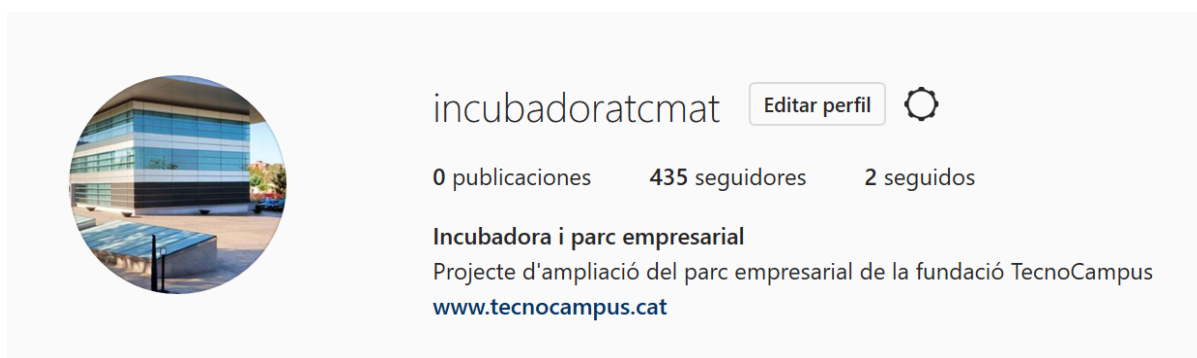 incubadoratcmat Editar perfil
0 publicaciones 435 seguidores 2 seguidos
Incubadora i parc empresarial
Projecte d'ampliació del parc empresarial de la fundació TecnoCampus
www.tecnocampus.cat